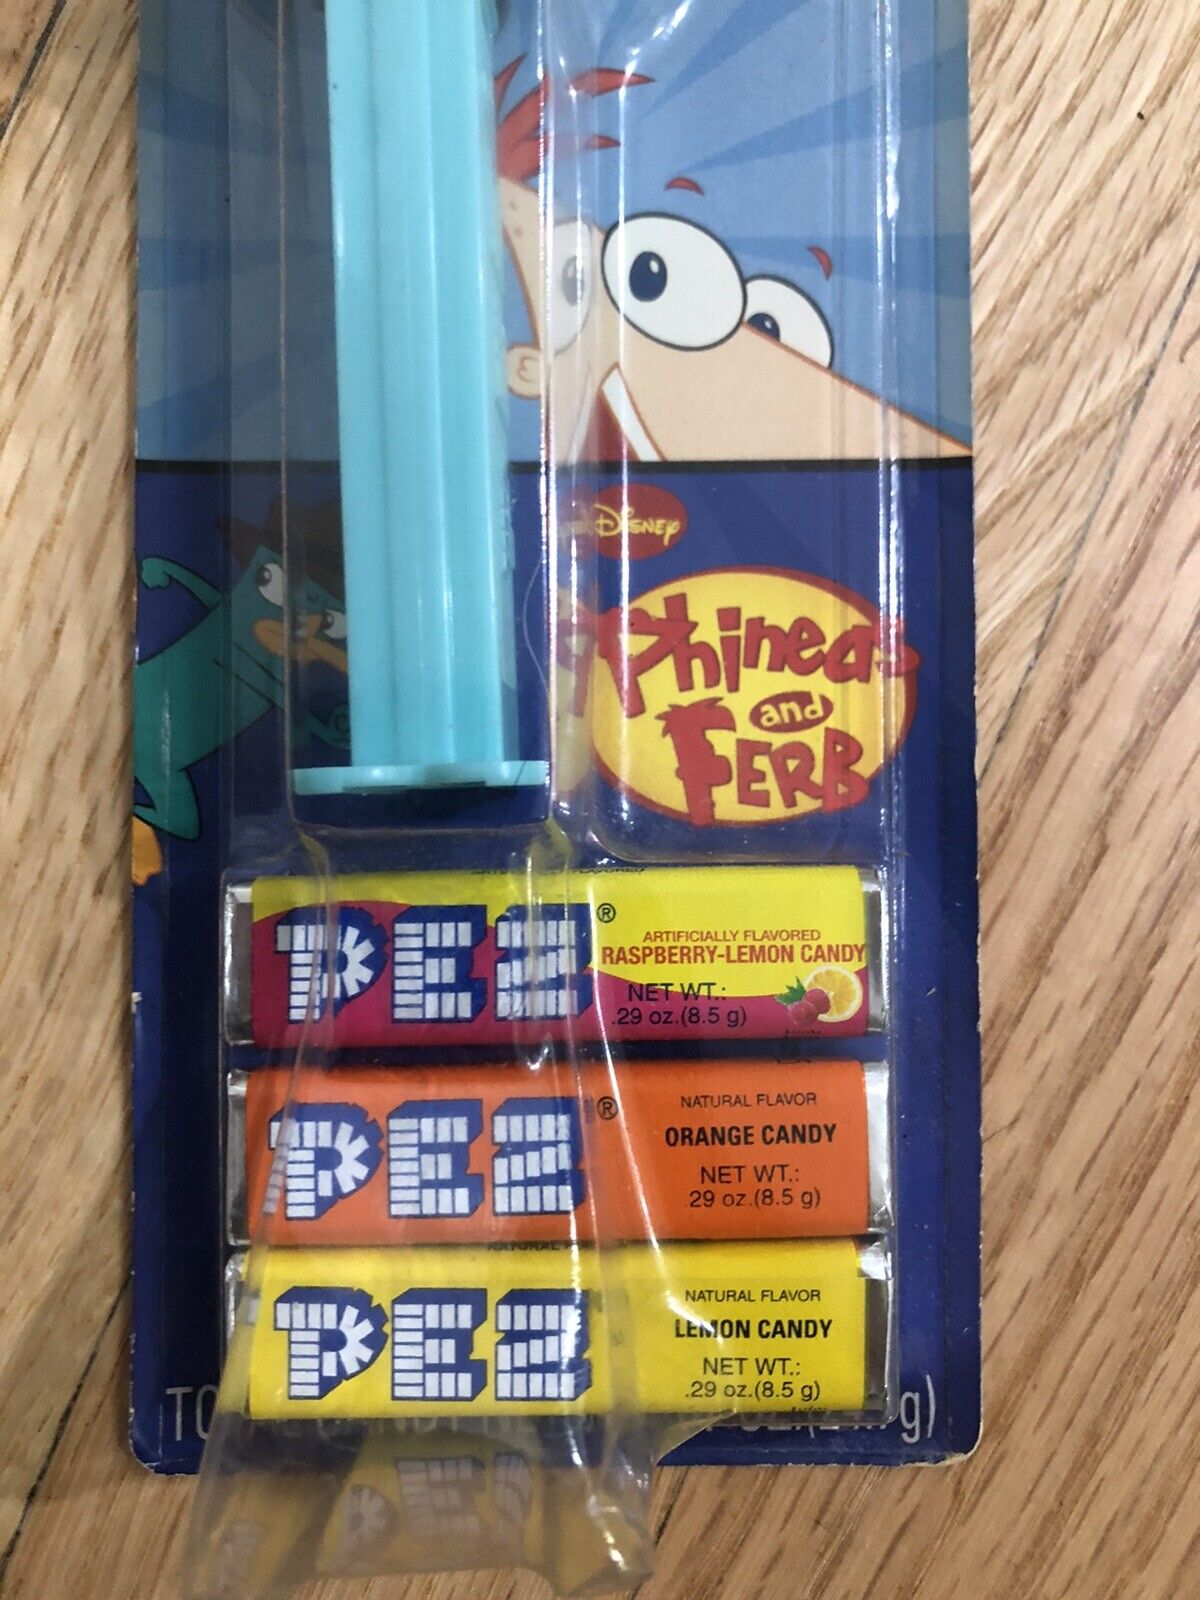 Disney
Phineas
and
FERB
PEZ®
ARTIFICIALLY FLAVORED
RASPBERRY-LEMON CANDY
NET WT.:
.29 oz.(8.5 g)
PEZ®
NATURAL FLAVOR
ORANGE CANDY
NET WT.:
.29 oz.(8.5 g)
PEZ
NATURAL FLAVOR
LEMON CANDY
NET WT.:
.29 oz.(8.5 g)
g)